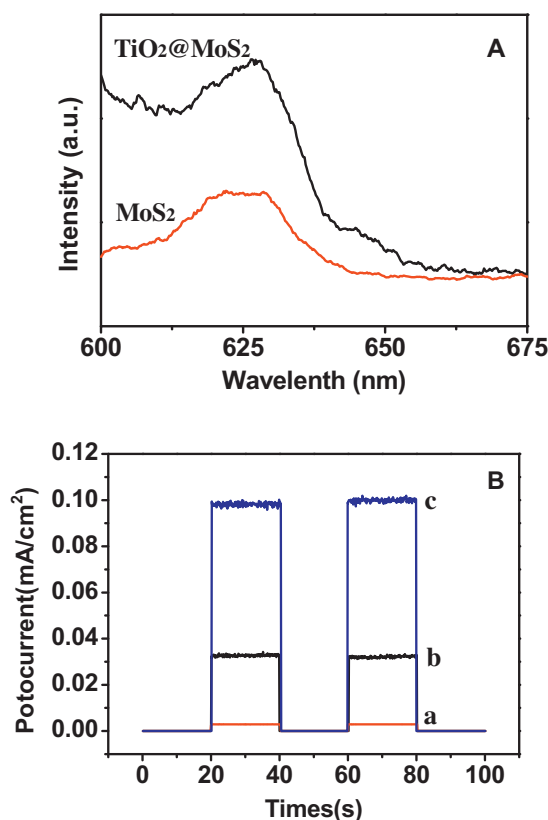 A
TiO2@MoS2
MoS2
Intensity (a.u.)
600 625 650 675
Wavelenth (nm)
B
0.12
0.10
0.08
0.06
0.04
0.02
0.00
c
b
a
Potocurrent(mA/cm²)
0 20 40 60 80 100
Times(s)